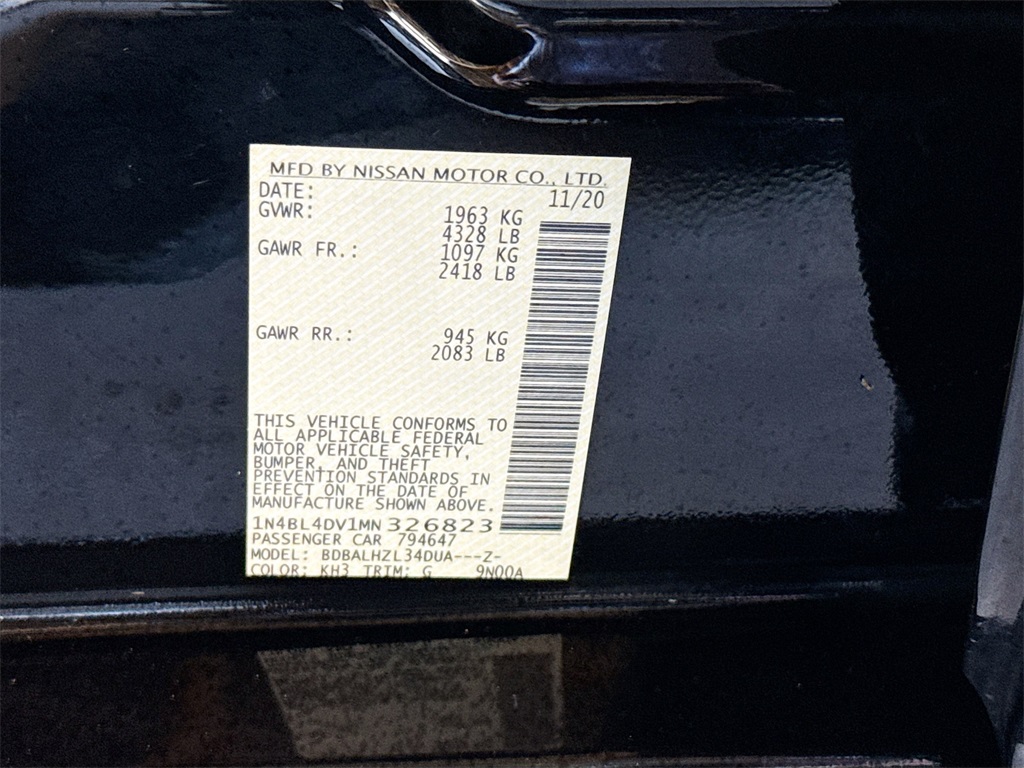 MFD BY NISSAN MOTOR CO., LTD.
DATE: 11/20
GVWR: 1963 KG
4328 LB
GAWR FR.: 1097 KG
2418 LB
GAWR RR.: 945 KG
2083 LB
THIS VEHICLE CONFORMS TO
ALL APPLICABLE FEDERAL
MOTOR VEHICLE SAFETY,
BUMPER, AND THEFT
PREVENTION STANDARDS IN
EFFECT ON THE DATE OF
MANUFACTURE SHOWN ABOVE.
1N4BL4DV1MN326823
PASSENGER CAR 794647
MODEL: BDBALHZL34DUA---Z-
COLOR: KH3 TRIM: G 9N00A